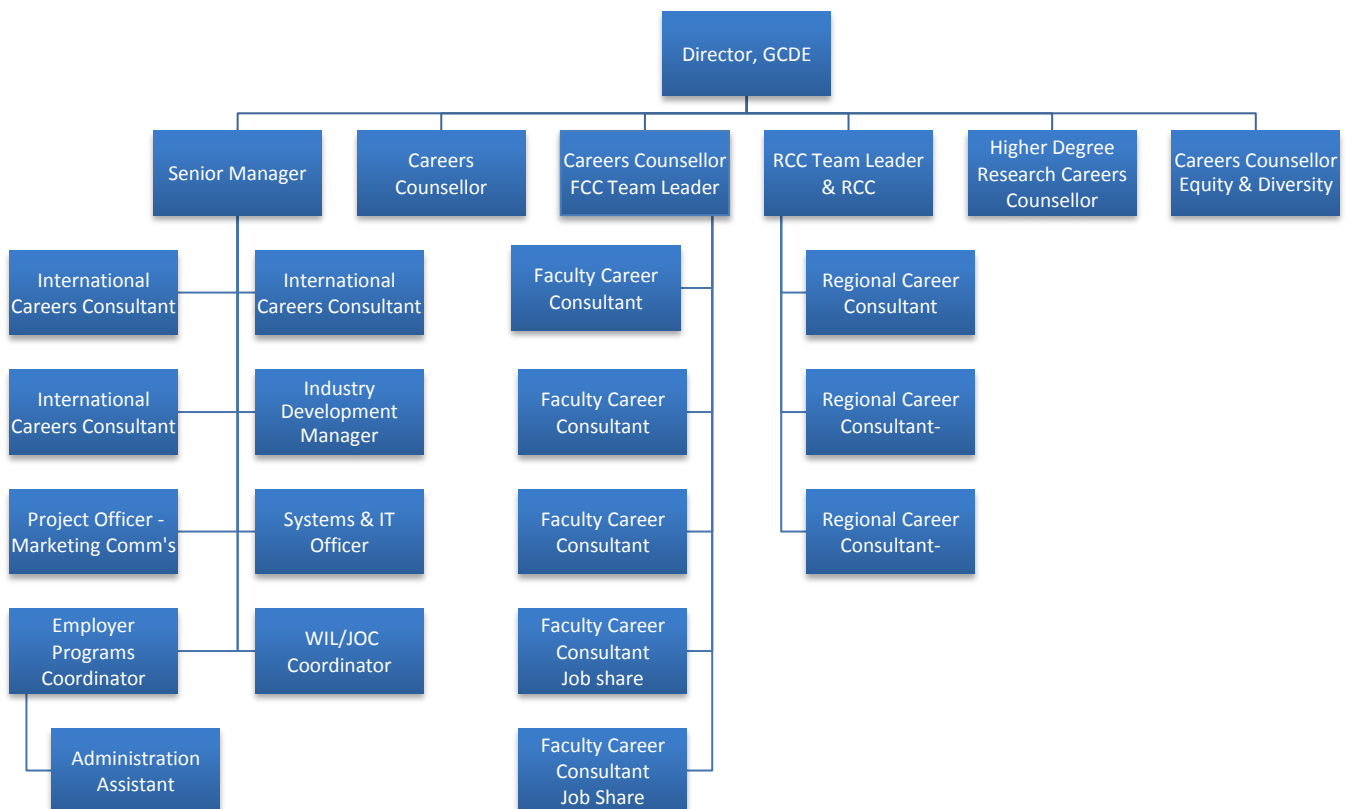 Director, GCDE
Senior Manager
Careers
Counsellor
Careers Counsellor
FCC Team Leader
RCC Team Leader
& RCC
Higher Degree
Research Careers
Counsellor
Careers Counsellor
Equity & Diversity
International
Careers Consultant
International
Careers Consultant
Faculty Career
Consultant
Regional Career
Consultant
International
Careers Consultant
Industry
Development
Manager
Faculty Career
Consultant
Regional Career
Consultant-
Project Officer -
Marketing Comm's
Systems & IT
Officer
Faculty Career
Consultant
Regional Career
Consultant-
Employer
Programs
Coordinator
WIL/JOC
Coordinator
Faculty Career
Consultant
Job share
Administration
Assistant
Faculty Career
Consultant
Job Share